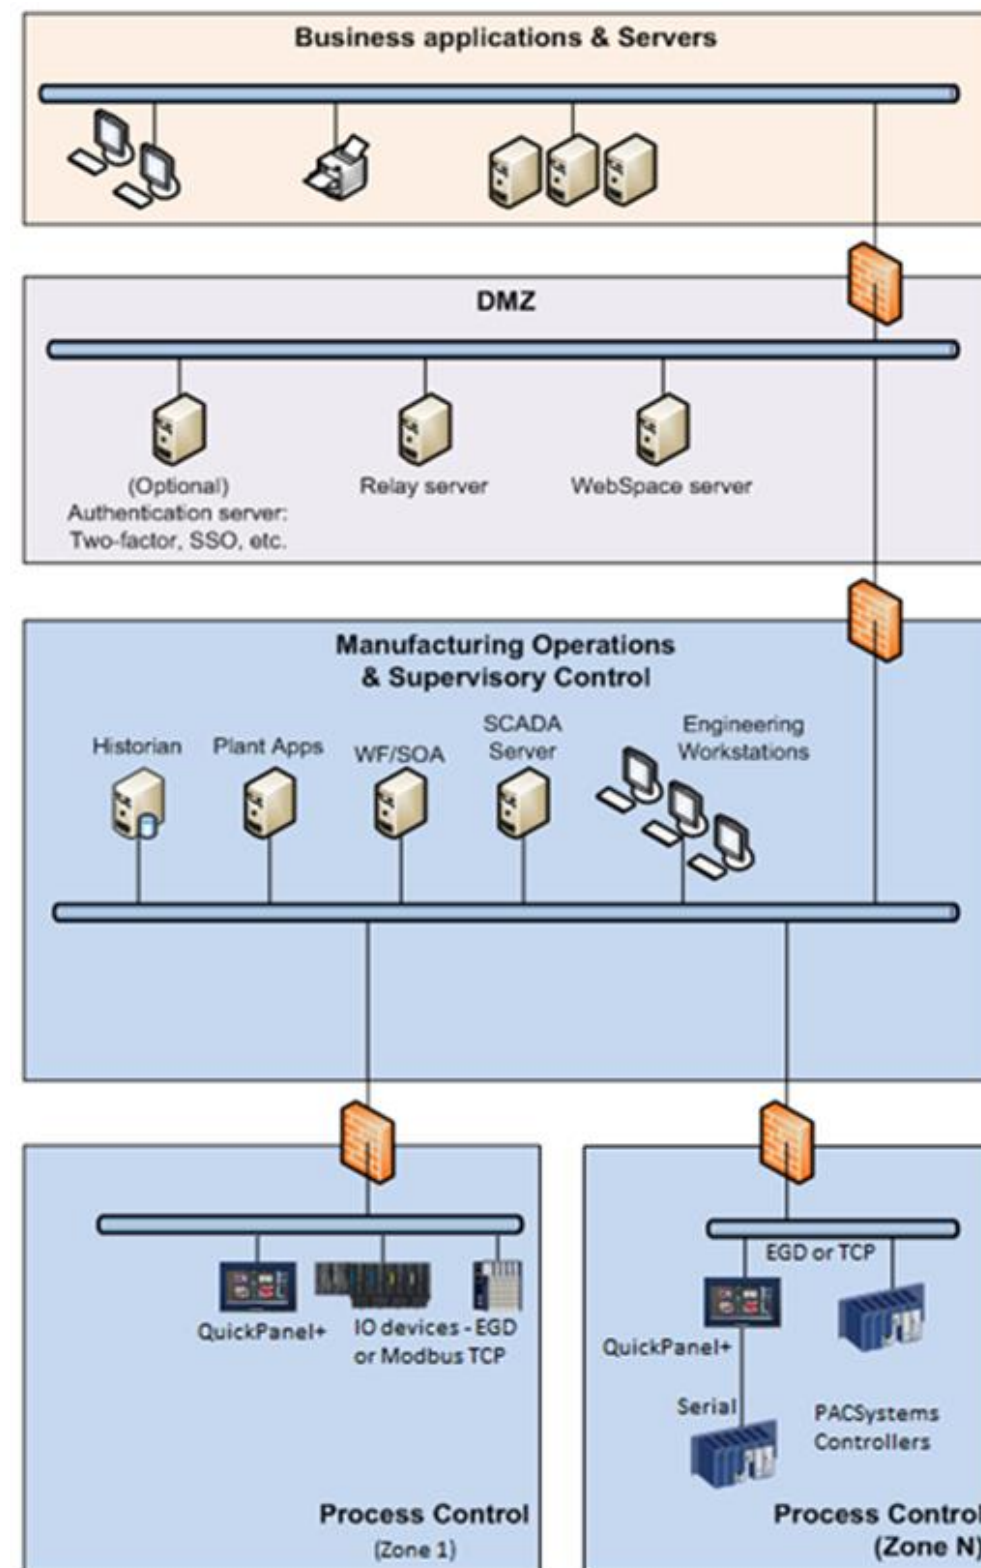 Business applications & Servers
DMZ
(Optional)
Authentication server:
Two-factor, SSO, etc.
Relay server
WebSpace server
Manufacturing Operations
& Supervisory Control
Historian
Plant Apps
WF/SOA
SCADA
Server
Engineering
Workstations
QuickPanel+
IO devices - EGD
or Modbus TCP
Process Control
(Zone 1)
EGD or TCP
QuickPanel+
Serial
PACSystems
Controllers
Process Control
(Zone N)